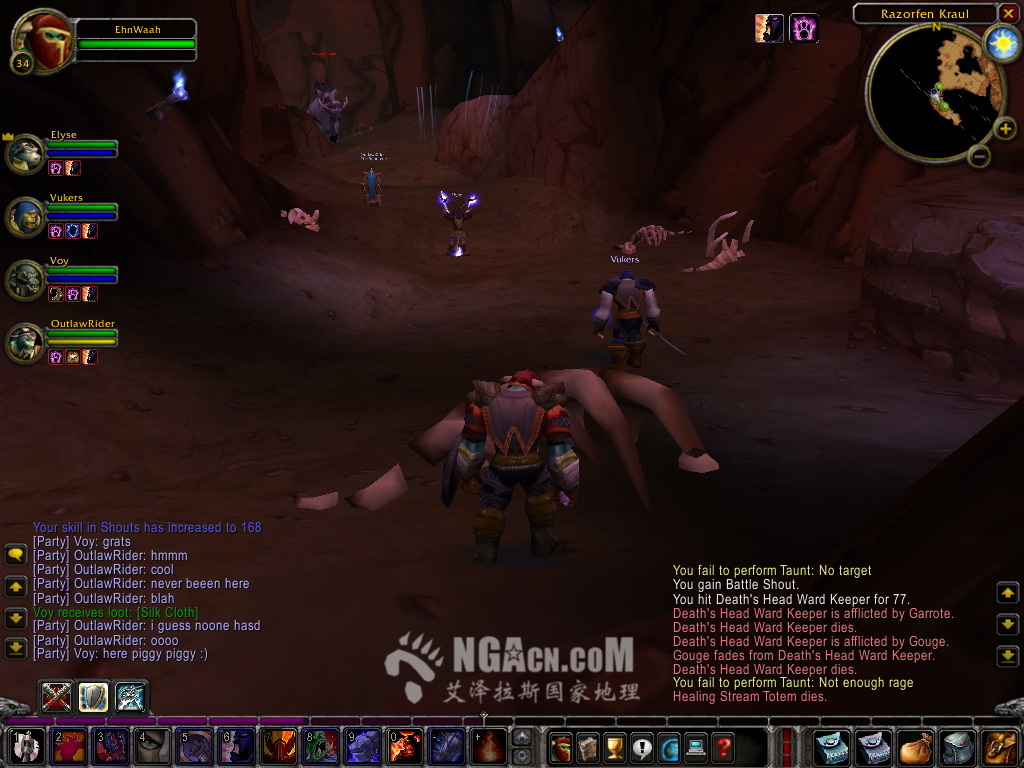 EhnWaah
34
Razorfen Kraul
N
Elyse
Vukers
Voy
OutlawRider
Vukers
Your skill in Shouts has increased to 168
[Party] Voy: grats
[Party] OutlawRider: hmmm
[Party] OutlawRider: cool
[Party] OutlawRider: never beeen here
[Party] OutlawRider: blah
Voy receives loot: [Silk Cloth]
[Party] OutlawRider: i guess noone hasd
[Party] OutlawRider: oooo
[Party] Voy: here piggy piggy :)
You fail to perform Taunt: No target
You gain Battle Shout.
You hit Death's Head Ward Keeper for 77.
Death's Head Ward Keeper is afflicted by Garrote.
Death's Head Ward Keeper dies.
Death's Head Ward Keeper is afflicted by Gouge.
Gouge fades from Death's Head Ward Keeper.
Death's Head Ward Keeper dies.
You fail to perform Taunt: Not enough rage
Healing Stream Totem dies.
NGACN.COM
艾泽拉斯国家地理
2 3 4 5 6 8 9 0 - +